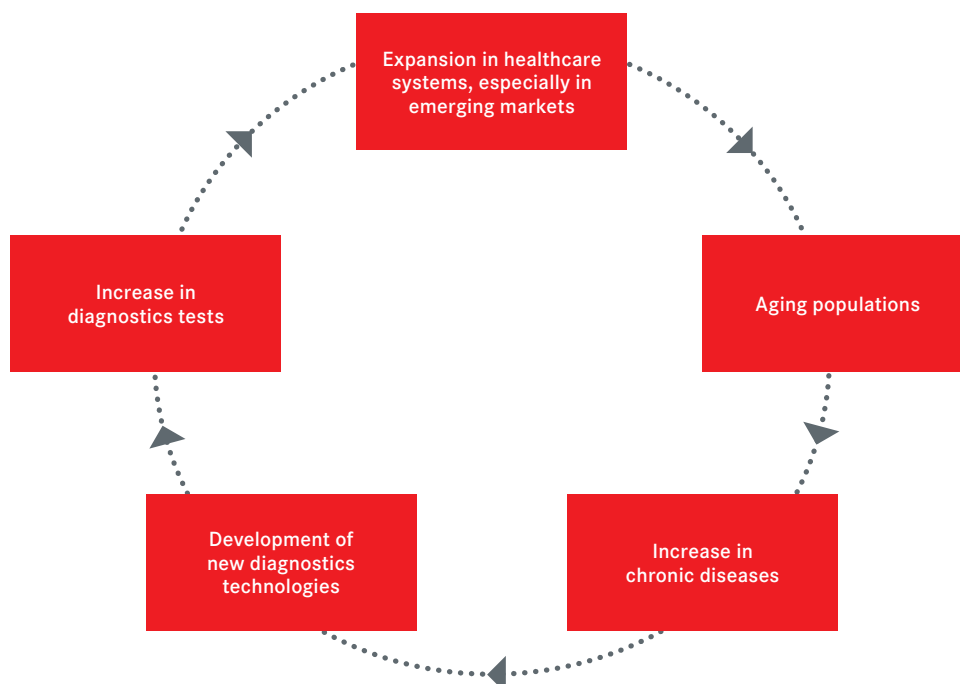 Expansion in healthcare
systems, especially in
emerging markets
Increase in
diagnostics tests
Aging populations
Development of
new diagnostics
technologies
Increase in
chronic diseases